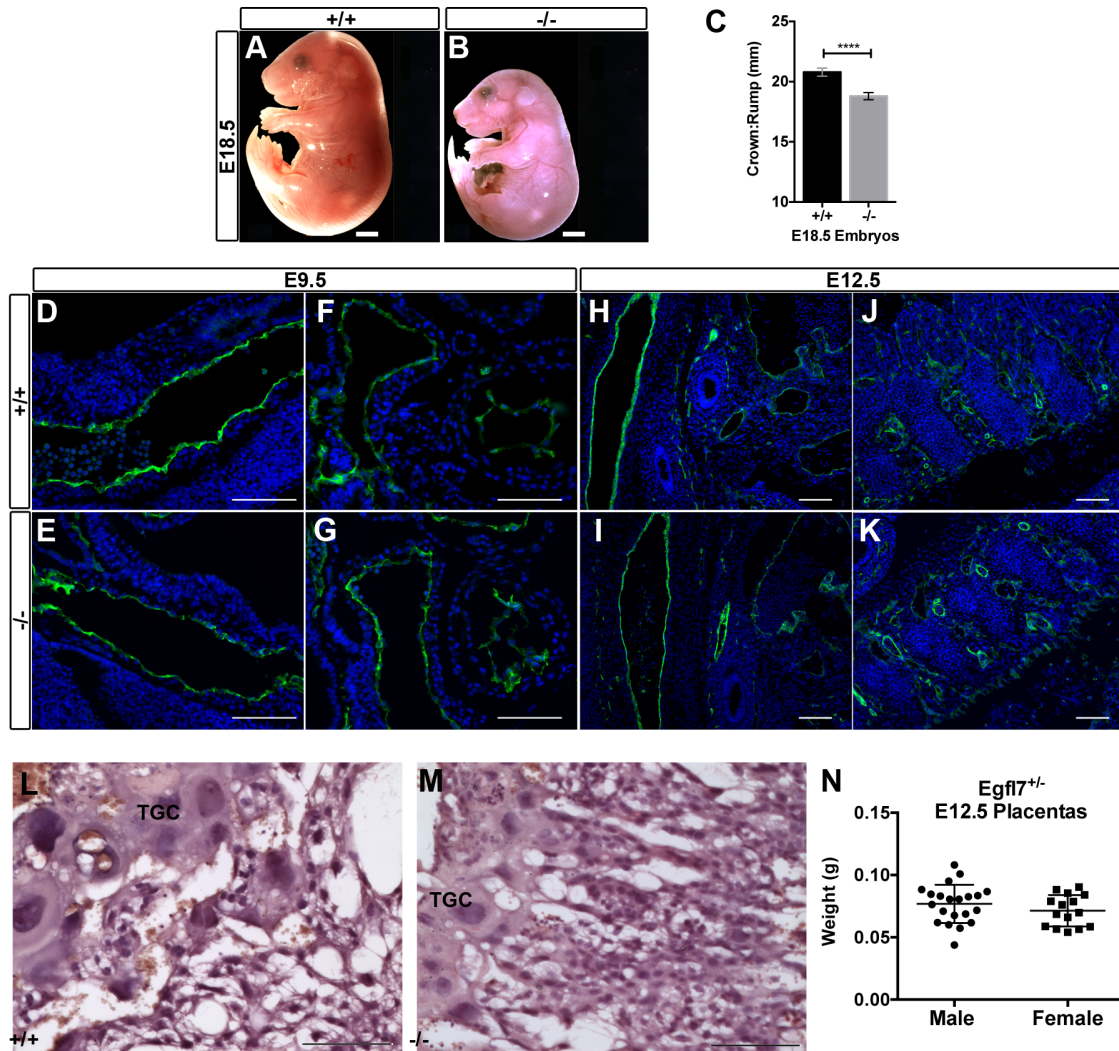 +/+
-/-
A
B
E18.5
C
Crown:Rump (mm)
25
20
15
10
****
+/+
-/-
E18.5 Embryos
E9.5
E12.5
D
F
H
J
+/+
E
G
I
K
-/-
L
TGC
+/+
M
TGC
-/-
N
Egfl7+/-
E12.5 Placentas
Weight (g)
0.15
0.10
0.05
0.00
Male
Female